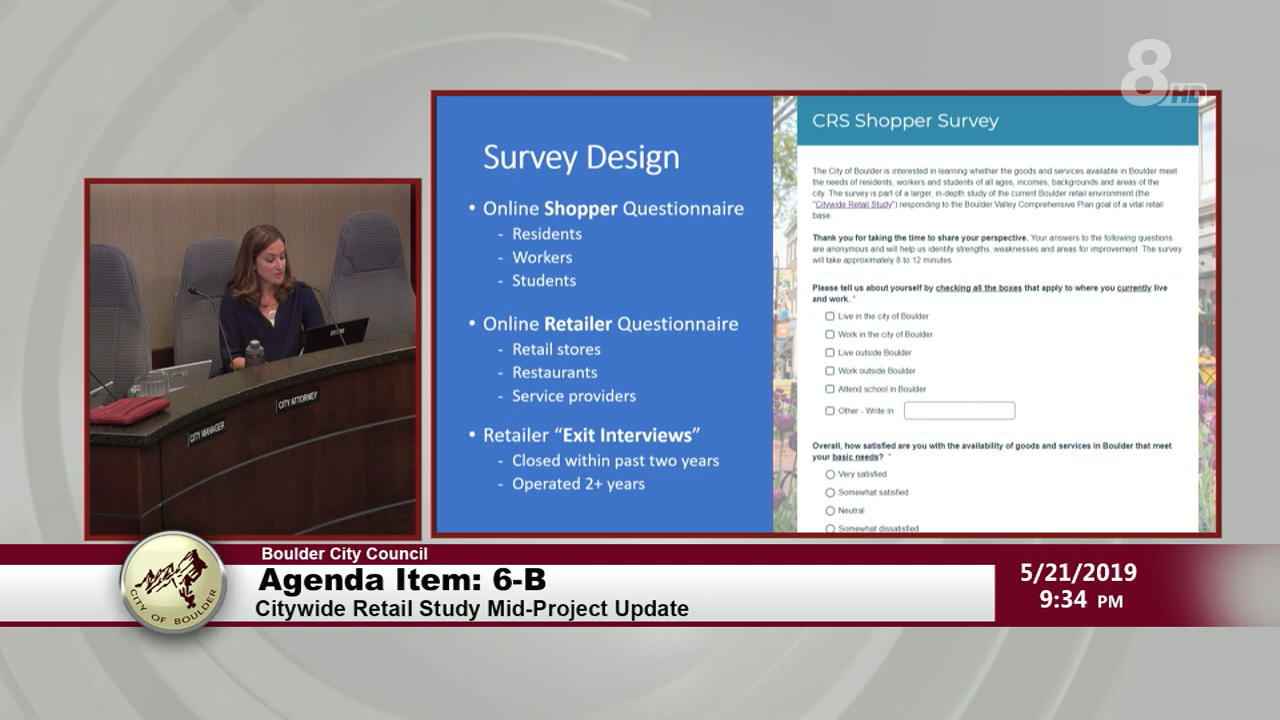 8
HD
Survey Design
• Online Shopper Questionnaire
- Residents
- Workers
- Students
• Online Retailer Questionnaire
- Retail stores
- Restaurants
- Service providers
• Retailer “Exit Interviews”
- Closed within past two years
- Operated 2+ years
CRS Shopper Survey
The City of Boulder is interested in learning whether the goods and services available in Boulder meet
the needs of residents, workers and students of all ages, incomes, backgrounds and areas of the
city. The survey is part of a larger, in-depth study of the current Boulder retail environment (the
"Citywide Retail Study") responding to the Boulder Valley Comprehensive Plan goal of a vital retail
base.
Thank you for taking the time to share your perspective. Your answers to the following questions
are anonymous and will help us identify strengths, weaknesses and areas for improvement. The survey
will take approximately 8 to 12 minutes.
Please tell us about yourself by checking all the boxes that apply to where you currently live
and work. *
Live in the city of Boulder
Work in the city of Boulder
Live outside Boulder
Work outside Boulder
Attend school in Boulder
Other - Write In
Overall, how satisfied are you with the availability of goods and services in Boulder that meet
your basic needs? *
Very satisfied
Somewhat satisfied
Neutral
Somewhat dissatisfied
CITY MANAGER
CITY ATTORNEY
CITY OF BOULDER
Boulder City Council
Agenda Item: 6-B
Citywide Retail Study Mid-Project Update
5/21/2019
9:34 PM